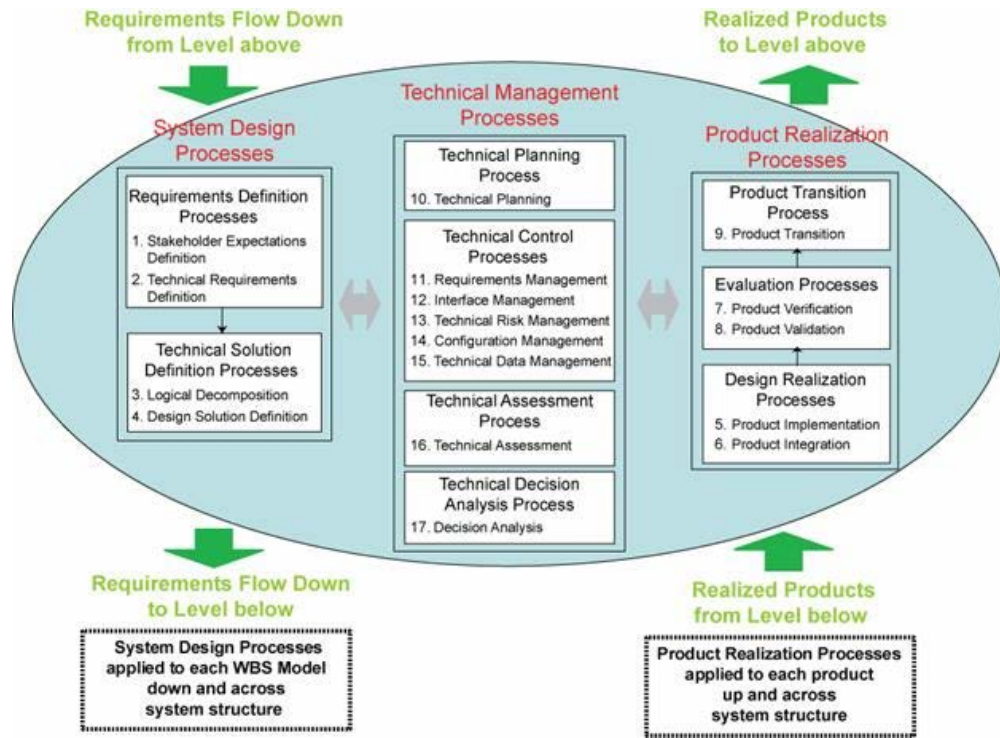 Requirements Flow Down
from Level above
Realized Products
to Level above
System Design
Processes
Requirements Definition
Processes
1. Stakeholder Expectations
Definition
2. Technical Requirements
Definition
Technical Solution
Definition Processes
3. Logical Decomposition
4. Design Solution Definition
Technical Management
Processes
Technical Planning
Process
10. Technical Planning
Technical Control
Processes
11. Requirements Management
12. Interface Management
13. Technical Risk Management
14. Configuration Management
15. Technical Data Management
Technical Assessment
Process
16. Technical Assessment
Technical Decision
Analysis Process
17. Decision Analysis
Product Realization
Processes
Product Transition
Process
9. Product Transition
Evaluation Processes
7. Product Verification
8. Product Validation
Design Realization
Processes
5. Product Implementation
6. Product Integration
Requirements Flow Down
to Level below
Realized Products
from Level below
System Design Processes
applied to each WBS Model
down and across
system structure
Product Realization Processes
applied to each product
up and across
system structure